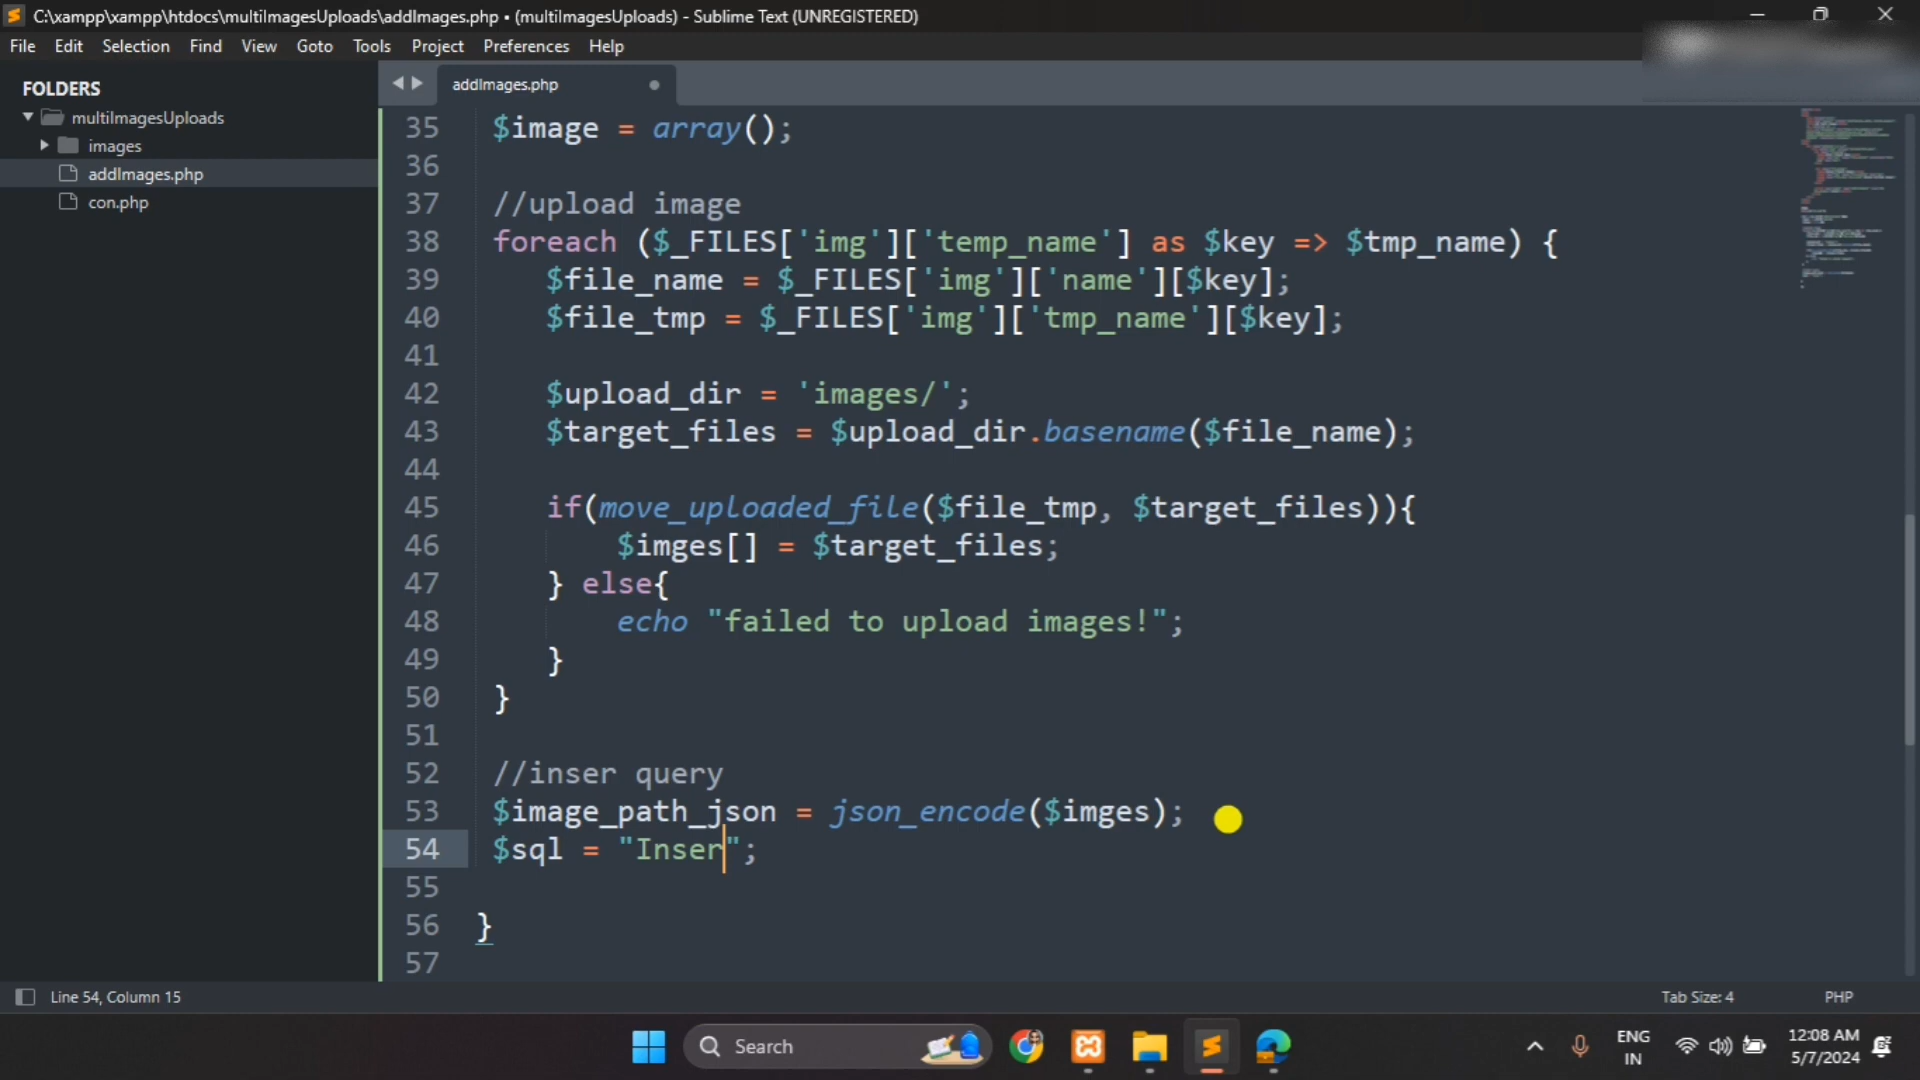 C:\xampp\xampp\htdocs\multiImagesUploads\addImages.php • (multiImagesUploads) - Sublime Text (UNREGISTERED)
File Edit Selection Find View Goto Tools Project Preferences Help
FOLDERS
multiImagesUploads
images
addImages.php
con.php
addImages.php
35 $image = array();
36
37 //upload image
38 foreach ($_FILES['img']['temp_name'] as $key => $tmp_name) {
39 $file_name = $_FILES['img']['name'][$key];
40 $file_tmp = $_FILES['img']['tmp_name'][$key];
41
42 $upload_dir = 'images/';
43 $target_files = $upload_dir.basename($file_name);
44
45 if(move_uploaded_file($file_tmp, $target_files)){
46 $imges[] = $target_files;
47 } else{
48 echo "failed to upload images!";
49 }
50 }
51
52 //inser query
53 $image_path_json = json_encode($imges);
54 $sql = "Inser";
55
56 }
57
Line 54, Column 15
Tab Size: 4
PHP
Search
ENG
IN
12:08 AM
5/7/2024